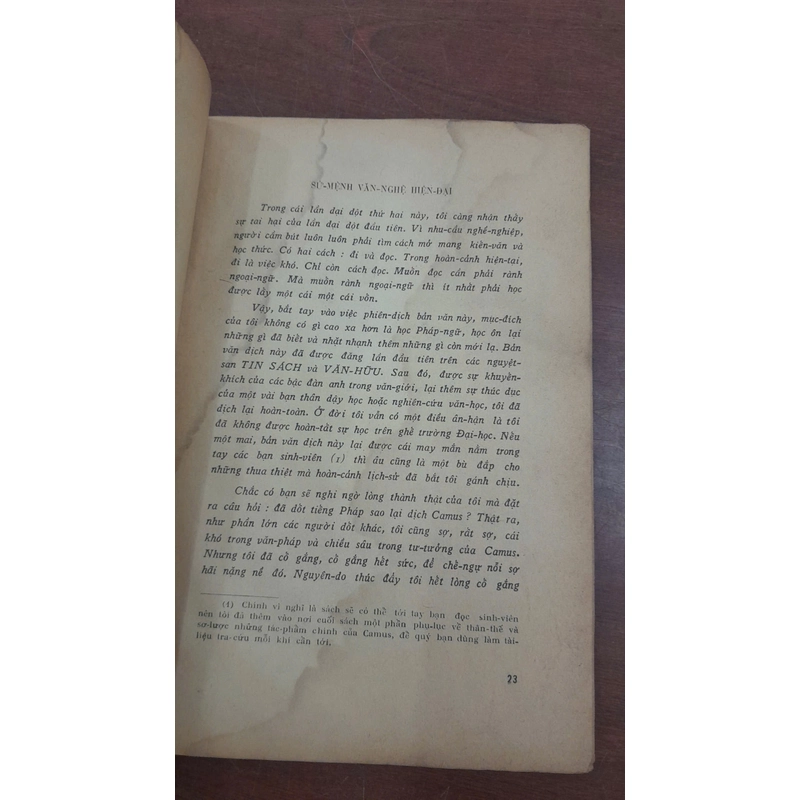 SỨ-MỆNH VĂN-NGHỆ HIỆN-ĐẠI
Trong cái lần dại đột thứ hai này, tôi càng nhận thấy
sự tai hại của lần dại dột đầu tiên. Vì nhu-cầu nghề-nghiệp,
người cầm bút luôn luôn phải tìm cách mở mang kiến-văn và
học thức. Có hai cách : đi và đọc. Trong hoàn-cảnh hiện-tại,
đi là việc khó. Chỉ còn cách đọc. Muốn đọc cần phải rành
ngoại-ngữ. Mà muốn rành ngoại-ngữ thì ít nhất phải học
được lấy một cái một cái vốn.
Vậy, bắt tay vào việc phiên-dịch bản văn này, mục-đích
của tôi không có gì cao xa hơn là học Pháp-ngữ, học ôn lại
những gì đã biết và nhặt nhạnh thêm những gì còn mới lạ. Bản
văn dịch này đã được đăng lần đầu tiên trên các nguyệt-
san TIN SÁCH và VĂN-HỮU. Sau đó, được sự khuyến-
khích của các bậc đàn anh trong văn-giới, lại thêm sự thúc dục
của một vài bạn thân dạy học hoặc nghiên-cứu văn-học, tôi đã
dịch lại hoàn-toàn. Ở đời tôi vẫn có một điều ân-hận là tôi
đã không được hoàn-tất sự học trên ghế trường Đại-học. Nếu
một mai, bản văn dịch này lại được cái may mắn nằm trong
tay các bạn sinh-viên (1) thì âu cũng là một bù đắp cho
những thua thiệt mà hoàn-cảnh lịch-sử đã bắt tôi gánh chịu.
Chắc có bạn sẽ nghi ngờ lòng thành thật của tôi mà đặt
ra câu hỏi : đã dốt tiếng Pháp sao lại dịch Camus ? Thật ra,
như phần lớn các người dốt khác, tôi cũng sợ, rất sợ, cái
khó trong văn-pháp và chiều sâu trong tư-tưởng của Camus.
Nhưng tôi đã cố gắng, cố gắng hết sức, để chế-ngự nỗi sợ
hãi nặng nề đó. Nguyên-do thúc đẩy tôi hết lòng cố gắng
(1) Chính vì nghĩ là sách sẽ có thể tới tay bạn đọc sinh-viên
nên tôi đã thêm vào nơi cuối sách một phần phụ-lục về thân-thế và
sơ-lược những tác-phẩm chính của Camus, để quý bạn dùng làm tài-
liệu tra-cứu mỗi khi cần tới.
23